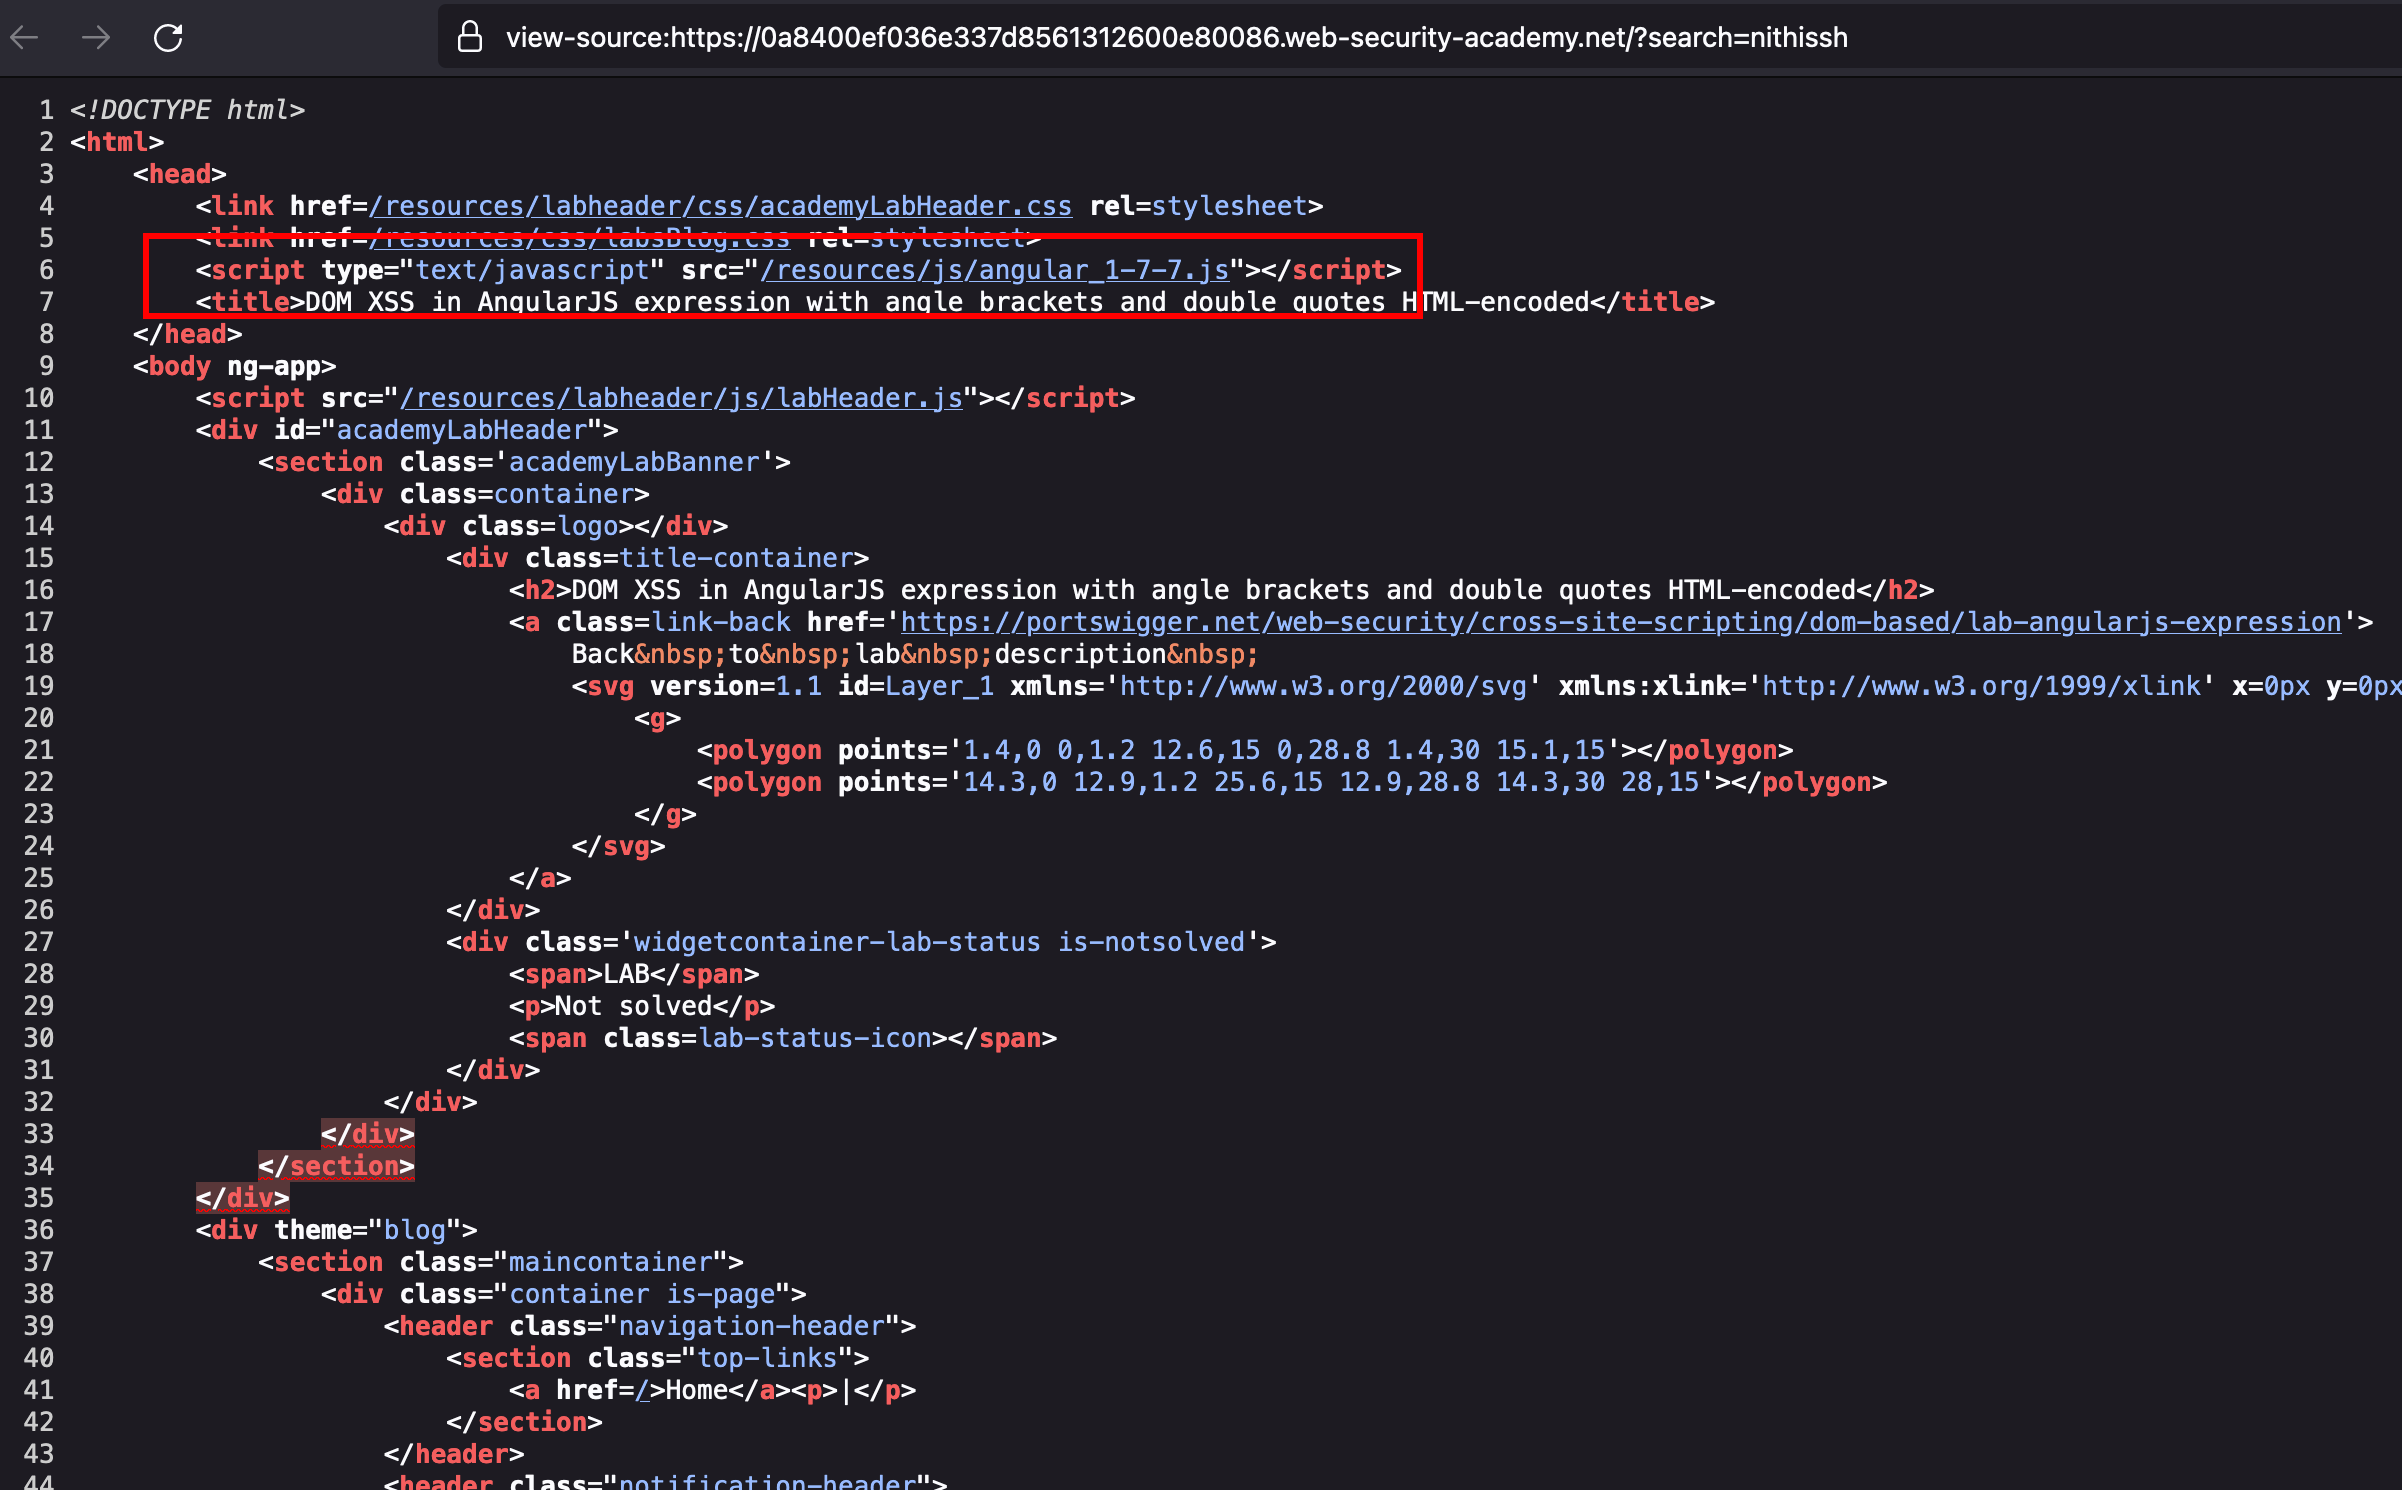 view-source:https://0a8400ef036e337d8561312600e80086.web-security-academy.net/?search=nithissh
1 <!DOCTYPE html>
2 <html>
3 <head>
4 <link href=/resources/labheader/css/academyLabHeader.css rel=stylesheet>
5 <link href=/resources/css/labsBlog.css rel=stylesheet>
6 <script type="text/javascript" src="/resources/js/angular_1-7-7.js"></script>
7 <title>DOM XSS in AngularJS expression with angle brackets and double quotes HTML-encoded</title>
8 </head>
9 <body ng-app>
10 <script src="/resources/labheader/js/labHeader.js"></script>
11 <div id="academyLabHeader">
12 <section class='academyLabBanner'>
13 <div class=container>
14 <div class=logo></div>
15 <div class=title-container>
16 <h2>DOM XSS in AngularJS expression with angle brackets and double quotes HTML-encoded</h2>
17 <a class=link-back href='https://portswigger.net/web-security/cross-site-scripting/dom-based/lab-angularjs-expression'>
18 Back&nbsp;to&nbsp;lab&nbsp;description&nbsp;
19 <svg version=1.1 id=Layer_1 xmlns='http://www.w3.org/2000/svg' xmlns:xlink='http://www.w3.org/1999/xlink' x=0px y=0px
20 <g>
21 <polygon points='1.4,0 0,1.2 12.6,15 0,28.8 1.4,30 15.1,15'></polygon>
22 <polygon points='14.3,0 12.9,1.2 25.6,15 12.9,28.8 14.3,30 28,15'></polygon>
23 </g>
24 </svg>
25 </a>
26 </div>
27 <div class='widgetcontainer-lab-status is-notsolved'>
28 <span>LAB</span>
29 <p>Not solved</p>
30 <span class=lab-status-icon></span>
31 </div>
32 </div>
33 </div>
34 </section>
35 </div>
36 <div theme="blog">
37 <section class="maincontainer">
38 <div class="container is-page">
39 <header class="navigation-header">
40 <section class="top-links">
41 <a href=/>Home</a><p>|</p>
42 </section>
43 </header>
44 <header class="notification-header">